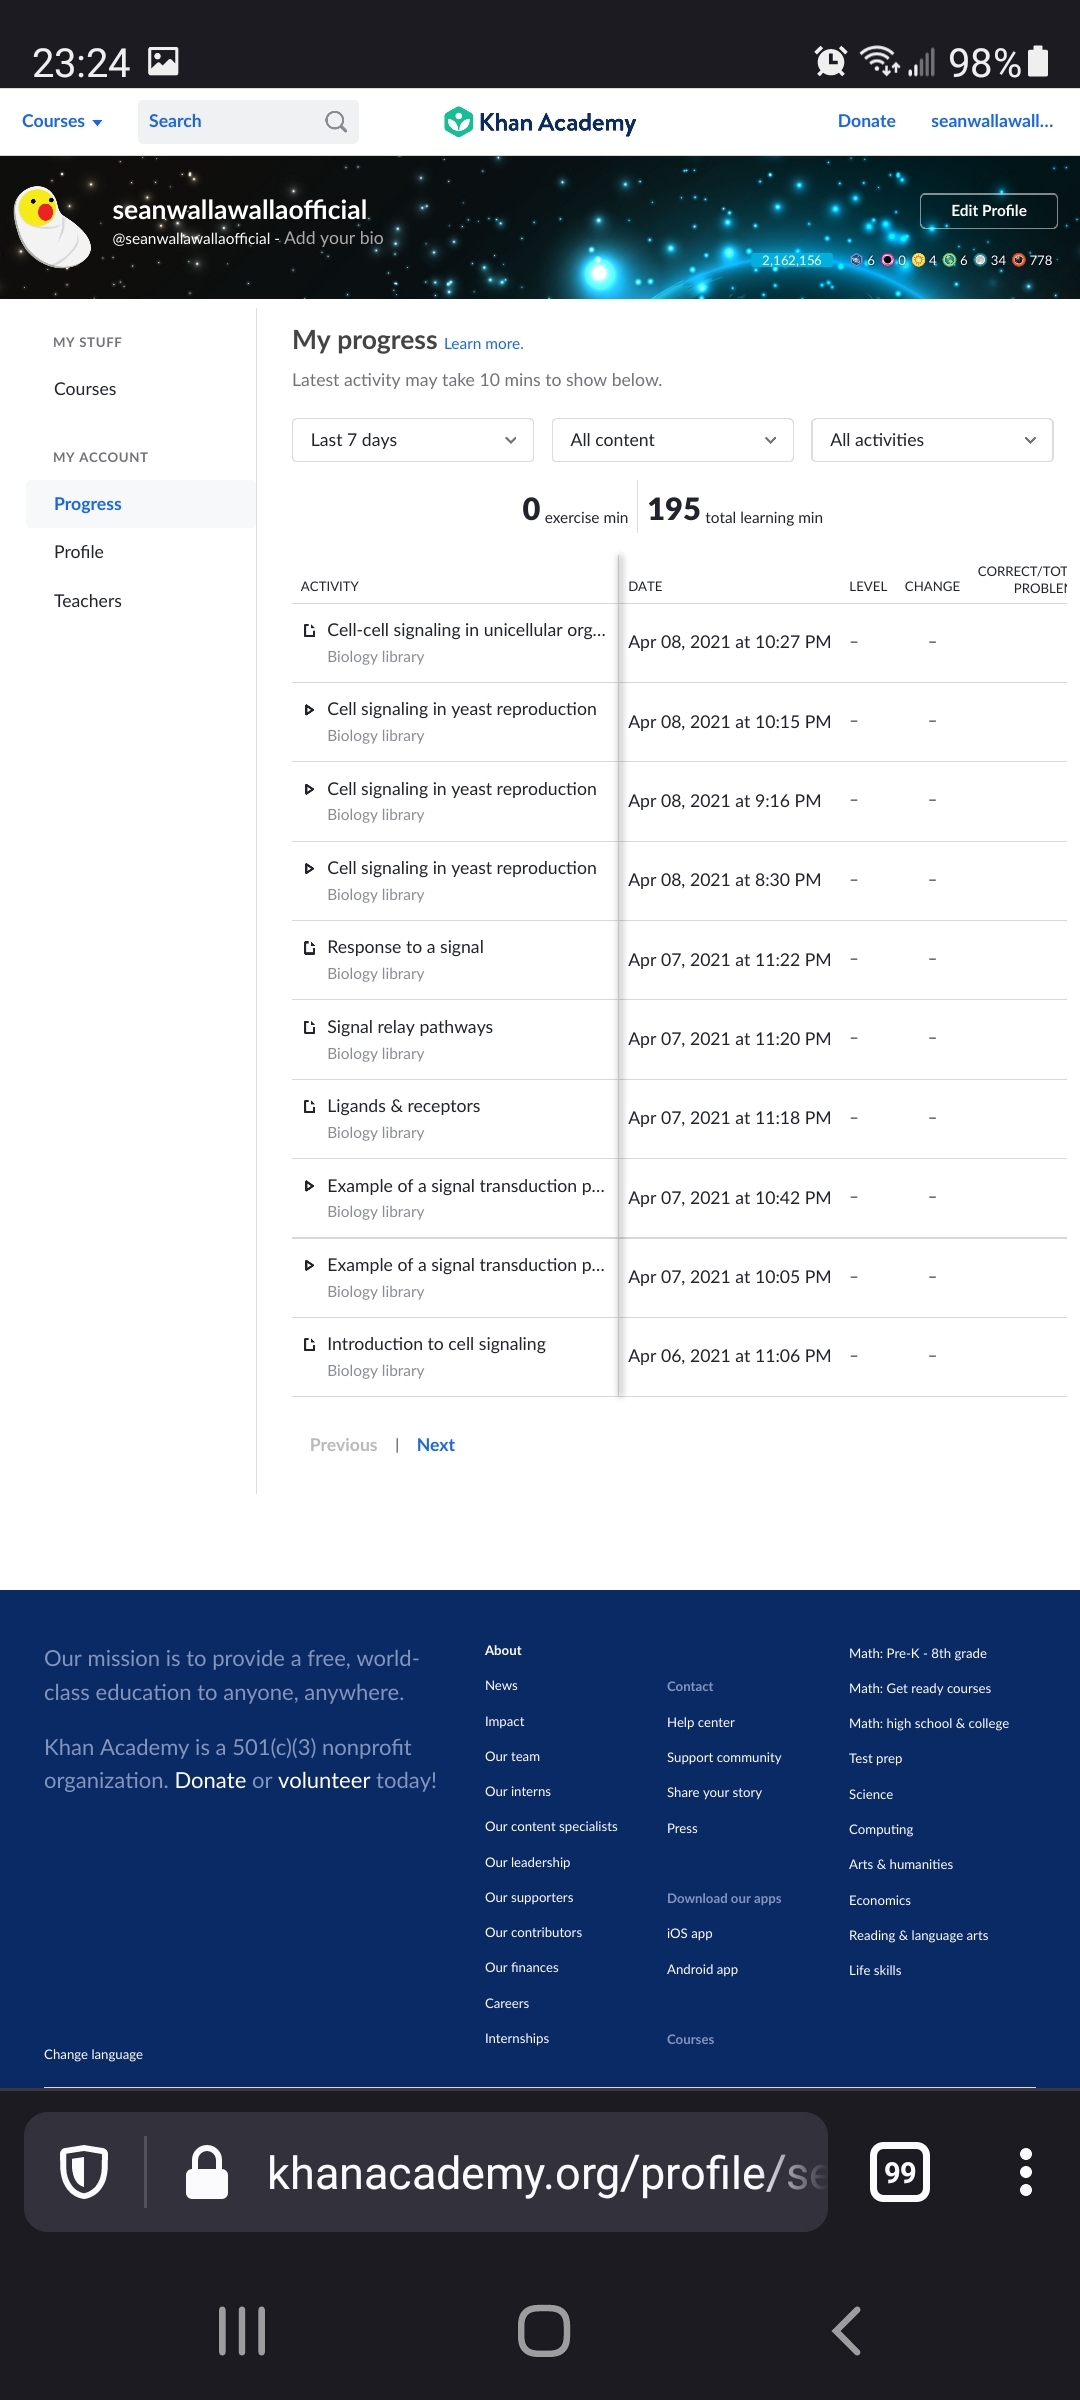 23:24
98%
Courses
Search
Khan Academy
Donate
seanwallawall...
seanwallawallaofficial
@seanwallawallaofficial - Add your bio
Edit Profile
2,162,156
6 0 4 6 34 778
MY STUFF
Courses
MY ACCOUNT
Progress
Profile
Teachers
My progress Learn more.
Latest activity may take 10 mins to show below.
Last 7 days
All content
All activities
0 exercise min
195 total learning min
ACTIVITY DATE LEVEL CHANGE CORRECT/TOT
PROBLEM
Cell-cell signaling in unicellular org...
Biology library
Apr 08, 2021 at 10:27 PM – –
Cell signaling in yeast reproduction
Biology library
Apr 08, 2021 at 10:15 PM – –
Cell signaling in yeast reproduction
Biology library
Apr 08, 2021 at 9:16 PM – –
Cell signaling in yeast reproduction
Biology library
Apr 08, 2021 at 8:30 PM – –
Response to a signal
Biology library
Apr 07, 2021 at 11:22 PM – –
Signal relay pathways
Biology library
Apr 07, 2021 at 11:20 PM – –
Ligands & receptors
Biology library
Apr 07, 2021 at 11:18 PM – –
Example of a signal transduction p...
Biology library
Apr 07, 2021 at 10:42 PM – –
Example of a signal transduction p...
Biology library
Apr 07, 2021 at 10:05 PM – –
Introduction to cell signaling
Biology library
Apr 06, 2021 at 11:06 PM – –
Previous | Next
Our mission is to provide a free, world-
class education to anyone, anywhere.
Khan Academy is a 501(c)(3) nonprofit
organization. Donate or volunteer today!
Change language
About
News
Impact
Our team
Our interns
Our content specialists
Our leadership
Our supporters
Our contributors
Our finances
Careers
Internships
Contact
Help center
Support community
Share your story
Press
Download our apps
iOS app
Android app
Courses
Math: Pre-K - 8th grade
Math: Get ready courses
Math: high school & college
Test prep
Science
Computing
Arts & humanities
Economics
Reading & language arts
Life skills
khanacademy.org/profile/se
99